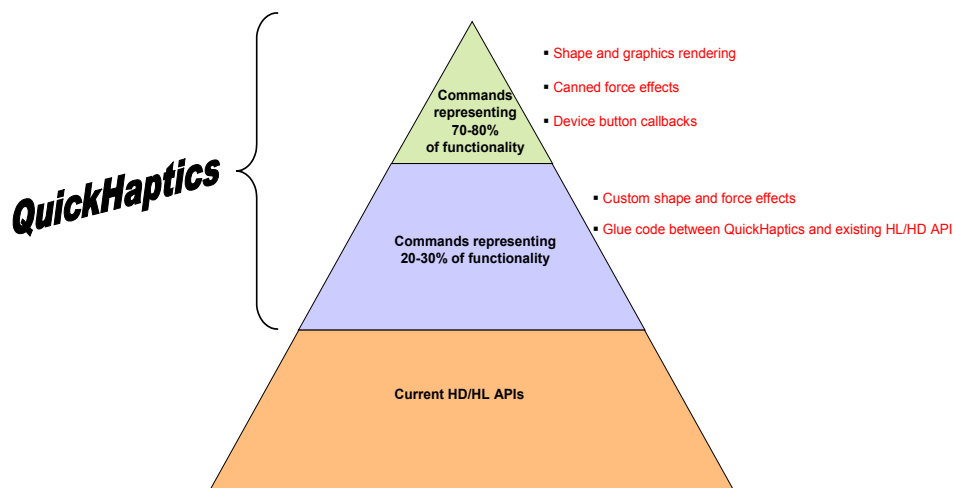 QuickHaptics
Commands
representing
70-80%
of functionality
▪ Shape and graphics rendering
▪ Canned force effects
▪ Device button callbacks
Commands representing
20-30% of functionality
▪ Custom shape and force effects
▪ Glue code between QuickHaptics and existing HL/HD API
Current HD/HL APIs